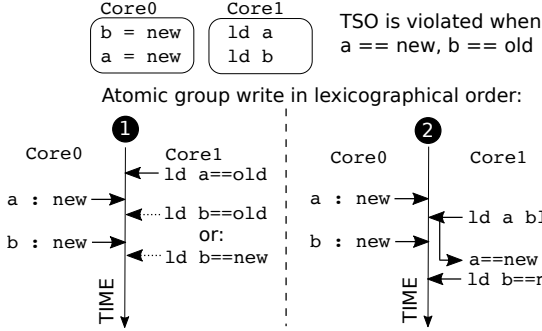 Core0 Core1
b = new ld a
a = new ld b
TSO is violated when
a == new, b == old
Atomic group write in lexicographical order:
1
Core0 Core1
ld a==old
a : new
ld b==old
or:
b : new
ld b==new
TIME
2
Core0 Core1
a : new
ld a
b : new
a==new
ld
TIME